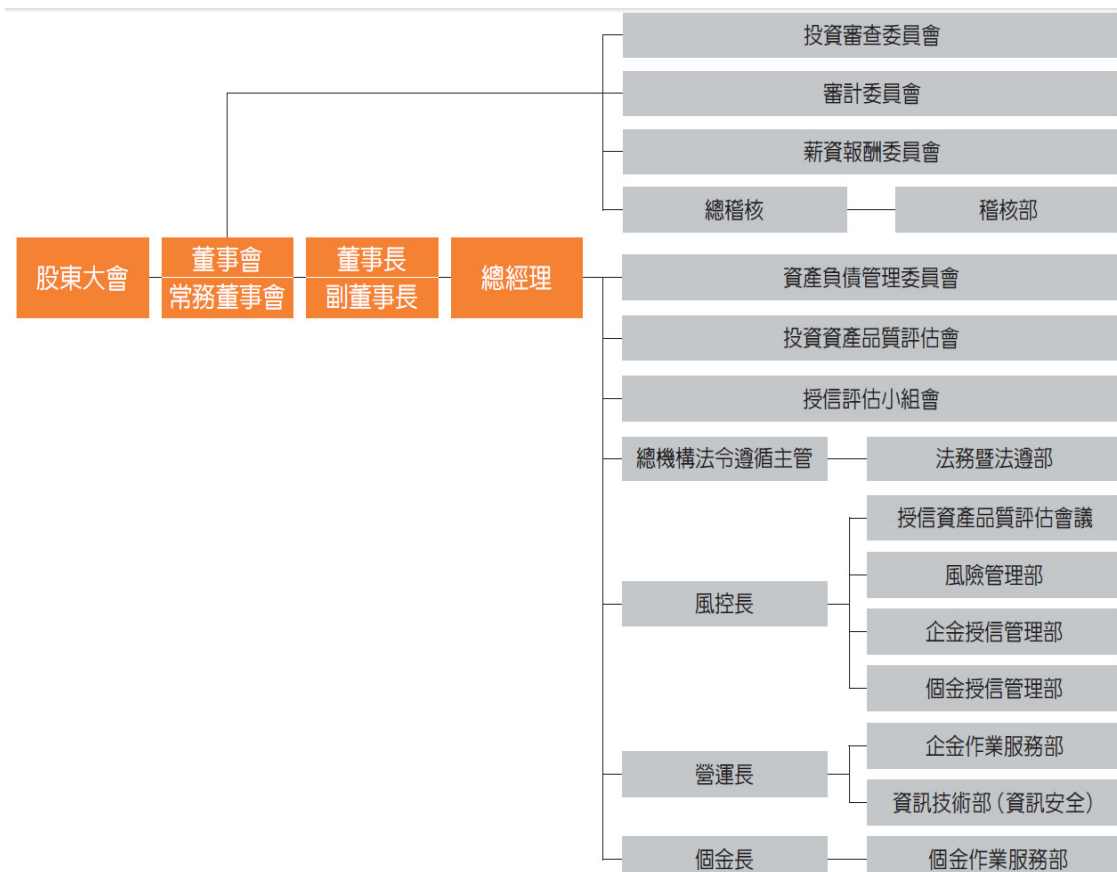 投資審查委員會
審計委員會
薪資報酬委員會
總稽核
稽核部
股東大會
董事會
常務董事會
董事長
副董事長
總經理
資產負債管理委員會
投資資產品質評估會
授信評估小組會
總機構法令遵循主管
法務暨法遵部
風控長
授信資產品質評估會議
風險管理部
企金授信管理部
個金授信管理部
營運長
企金作業服務部
資訊技術部（資訊安全）
個金長
個金作業服務部